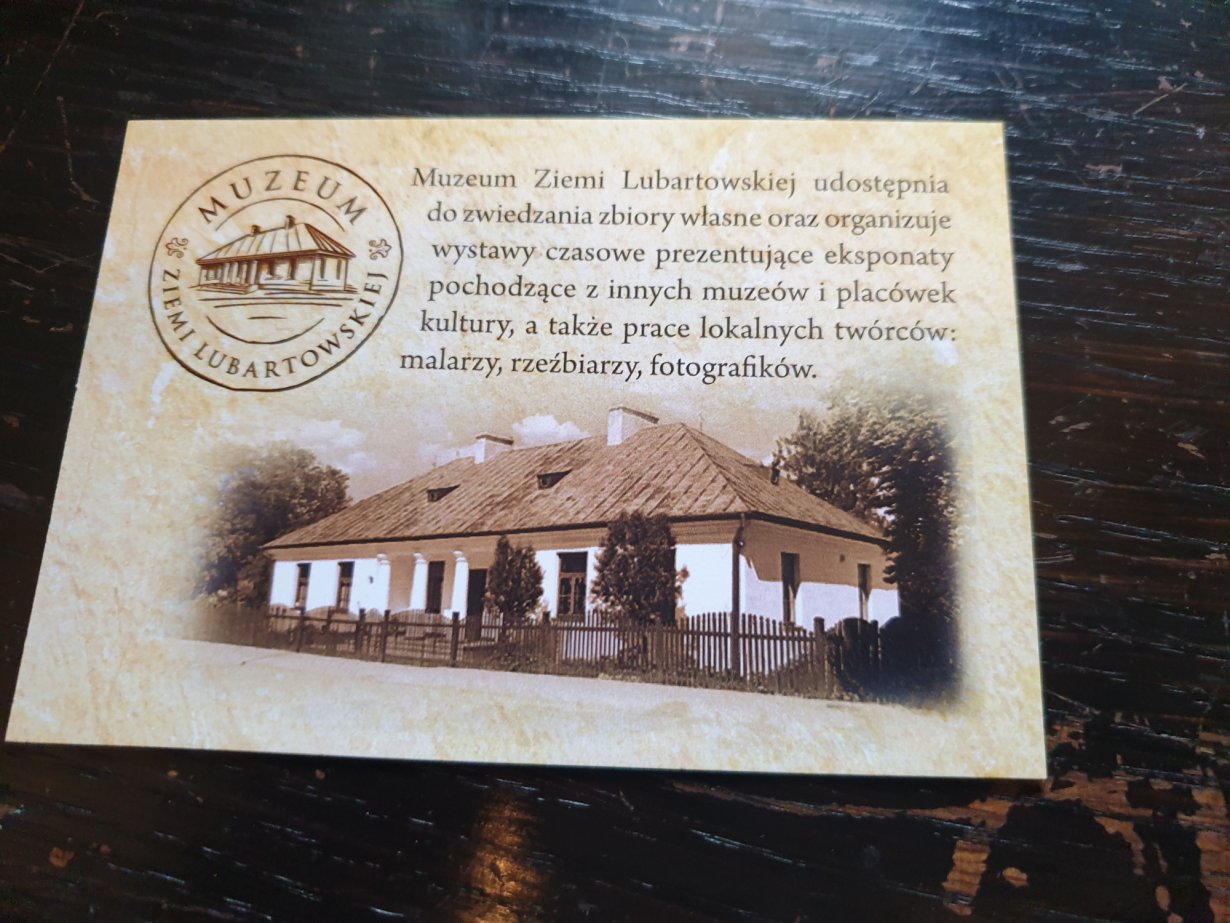 MUZEUM
ZIEMI LUBARTOWSKIEJ
Muzeum Ziemi Lubartowskiej udostępnia
do zwiedzania zbiory własne oraz organizuje
wystawy czasowe prezentujące eksponaty
pochodzące z innych muzeów i placówek
kultury, a także prace lokalnych twórców:
malarzy, rzeźbiarzy, fotografików.